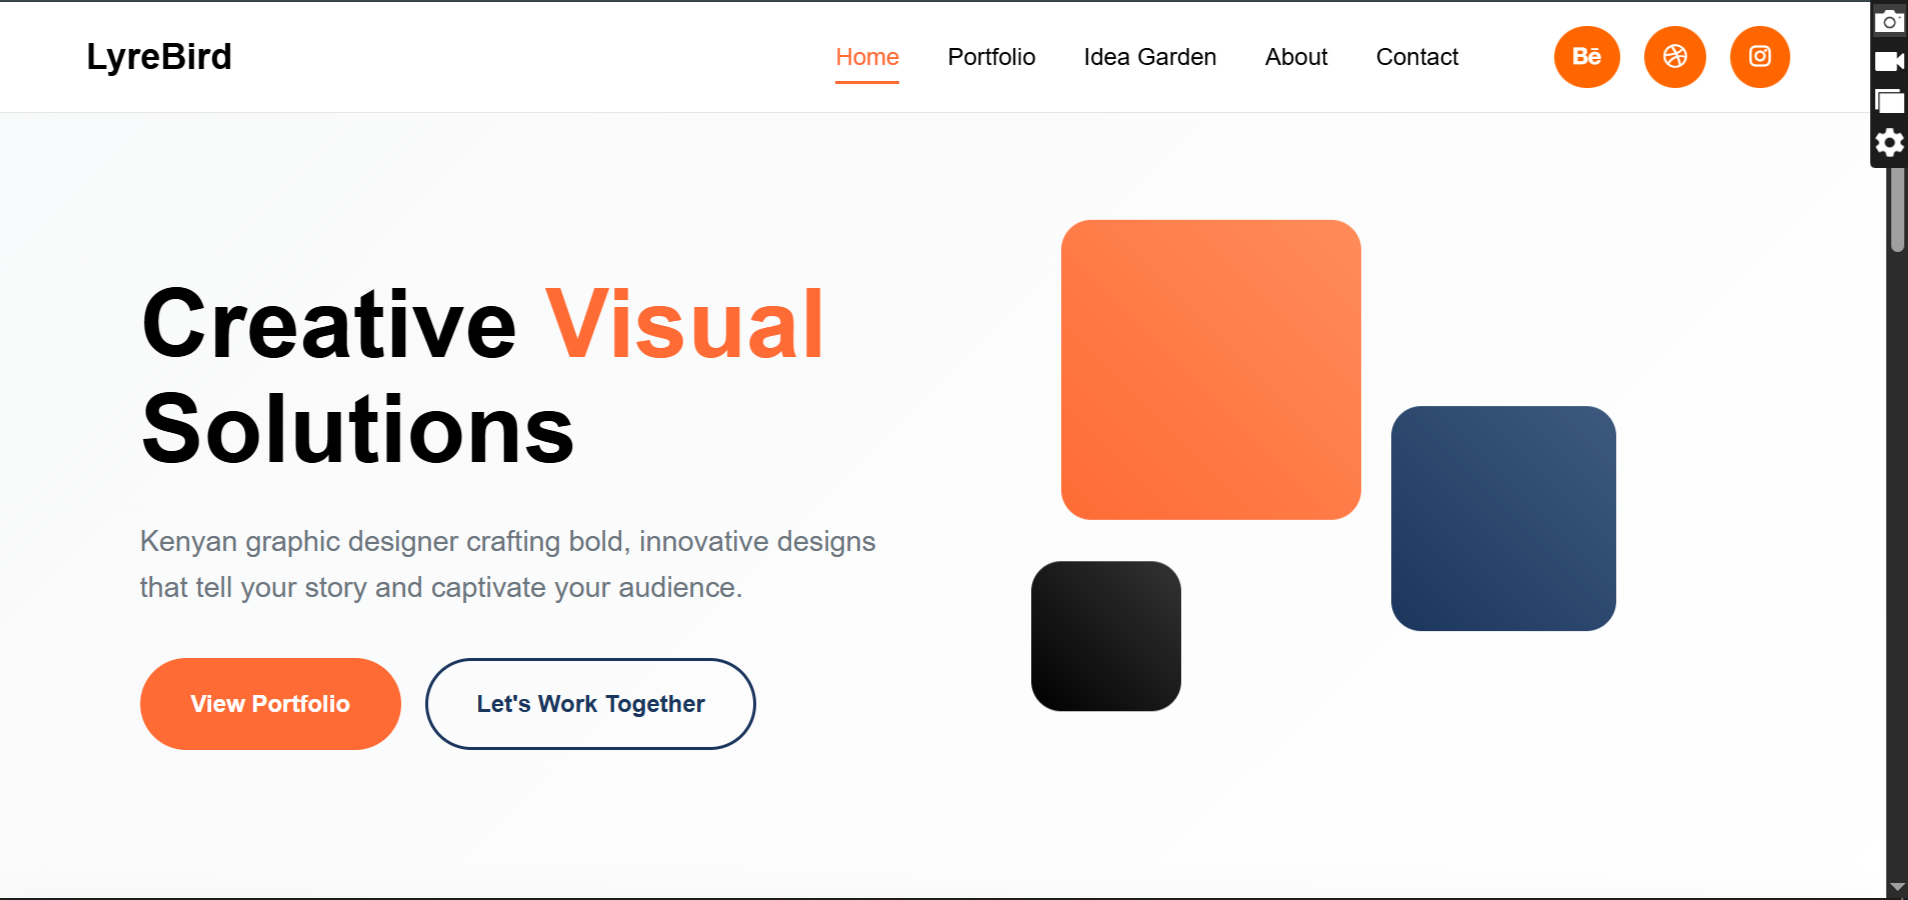 LyreBird
Home Portfolio Idea Garden About Contact Bē
Creative Visual
Solutions
Kenyan graphic designer crafting bold, innovative designs
that tell your story and captivate your audience.
View Portfolio Let's Work Together